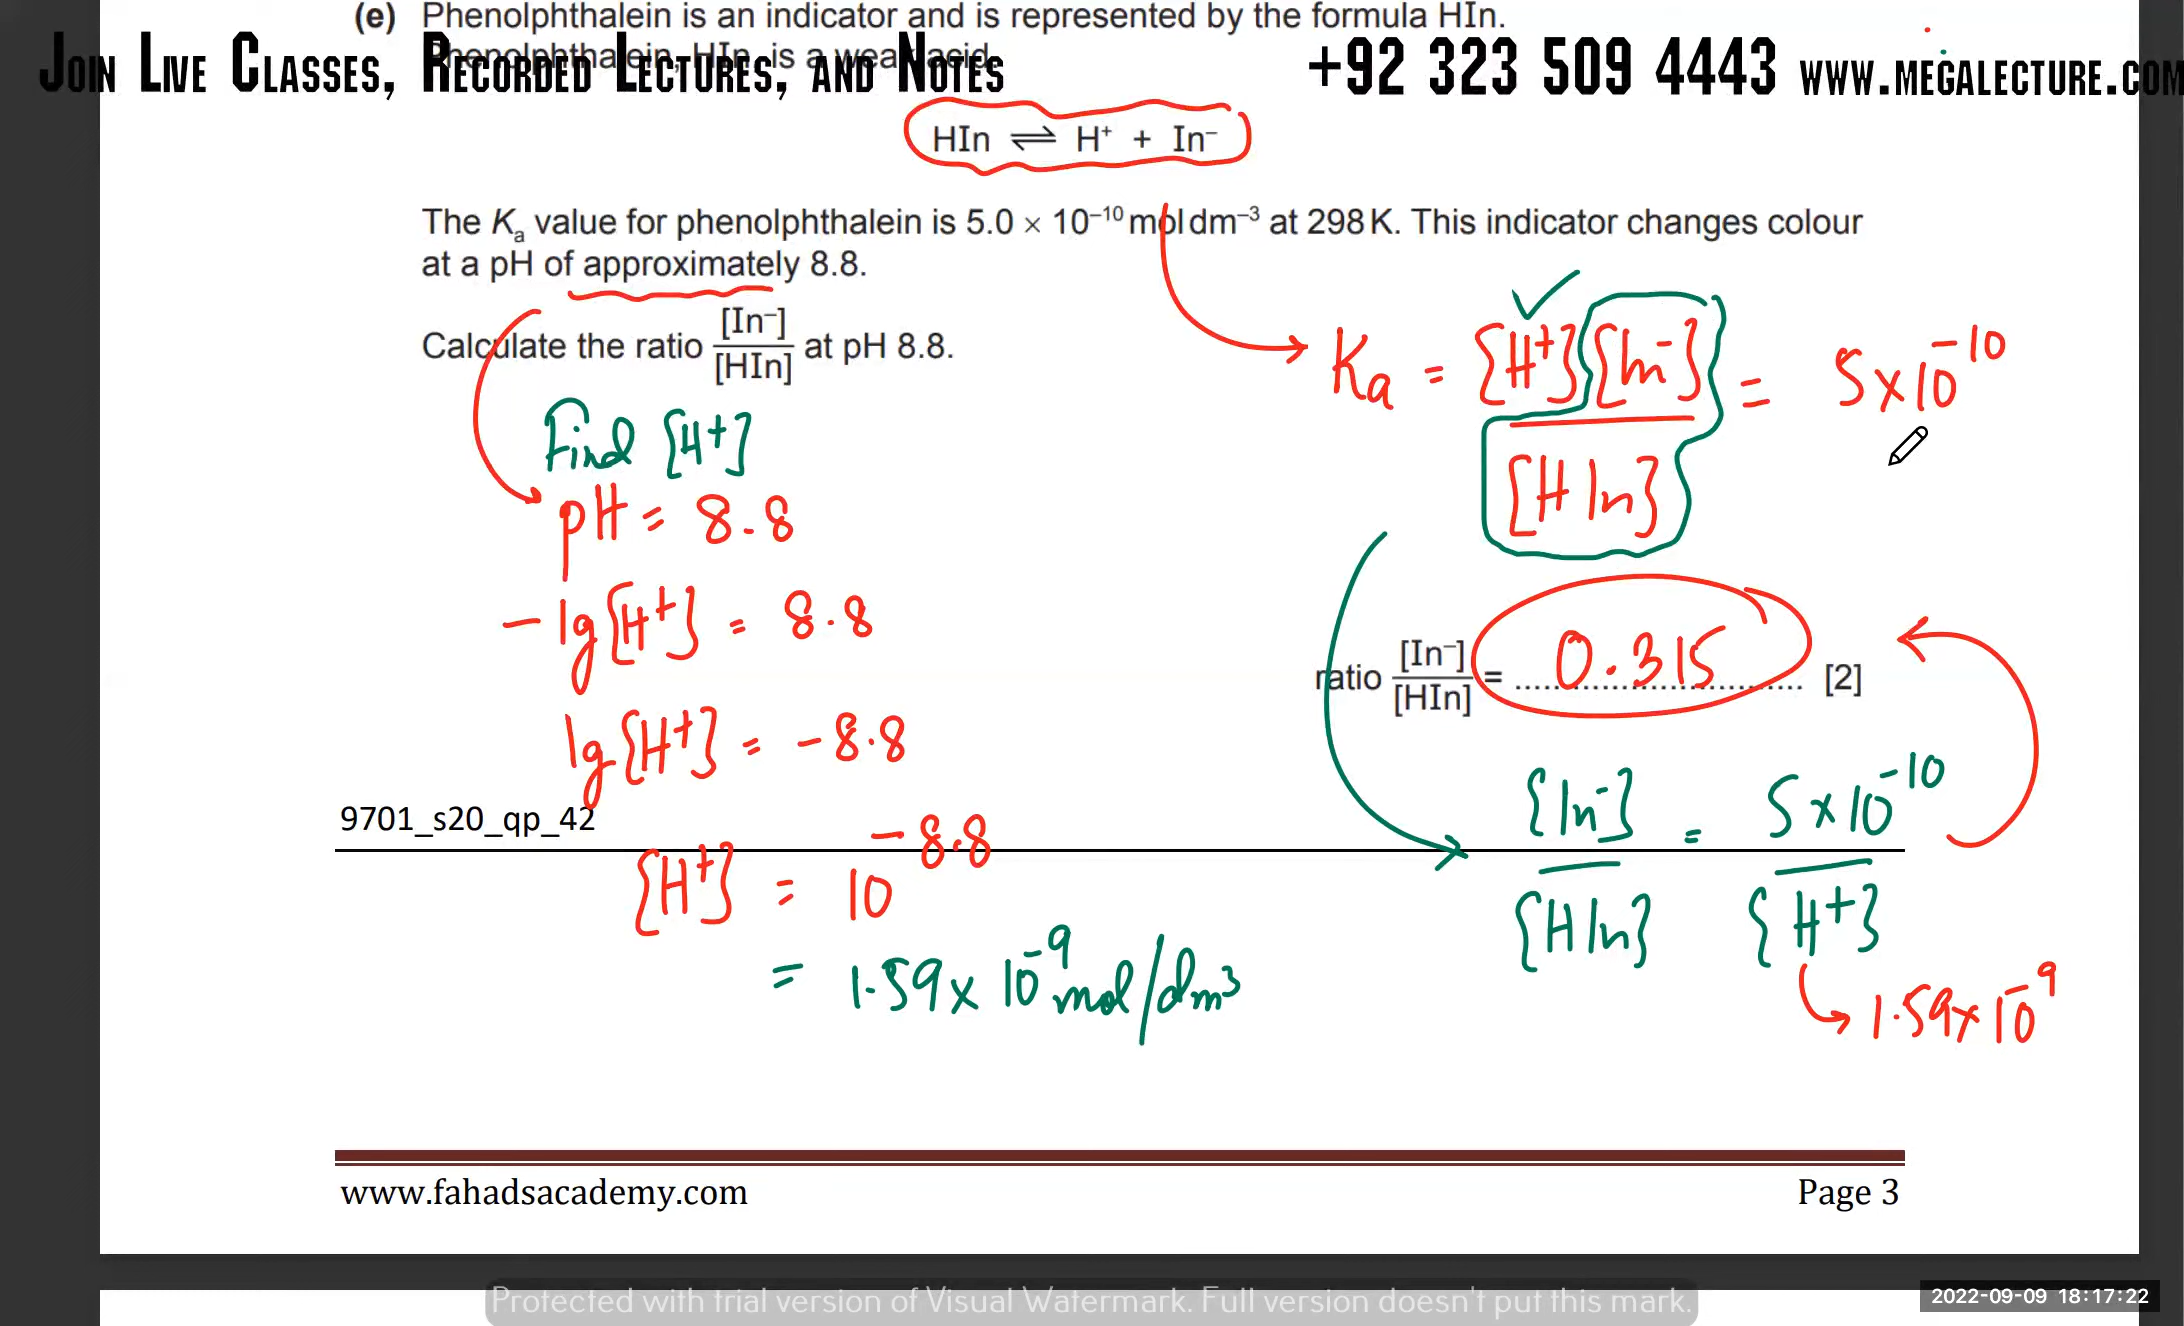 (e) Phenolphthalein is an indicator and is represented by the formula HIn.
Phenolphthalein, HIn, is a weak acid.
JOIN LIVE CLASSES, RECORDED LECTURES, AND NOTES +92 323 509 4443 WWW.MEGALECTURE.COM
HIn ⇌ H⁺ + In⁻
The Kₐ value for phenolphthalein is 5.0 × 10⁻¹⁰ mol dm⁻³ at 298 K. This indicator changes colour
at a pH of approximately 8.8.
Calculate the ratio [In⁻]/[HIn] at pH 8.8.
Ka = [H⁺][In⁻]/[HIn] = 5×10⁻¹⁰
Find [H⁺]
pH = 8.8
-lg[H⁺] = 8.8
lg[H⁺] = -8.8
ratio [In⁻]/[HIn] = 0.315 [2]
9701_s20_qp_42
[H⁺] = 10^-8.8
= 1.59 × 10⁻⁹ mol/dm³
[In⁻]/[HIn] = 5×10⁻¹⁰/[H⁺]
1.59×10⁻⁹
www.fahadsacademy.com Page 3
Protected with trial version of Visual Watermark. Full version doesn't put this mark.
2022-09-09 18:17:22